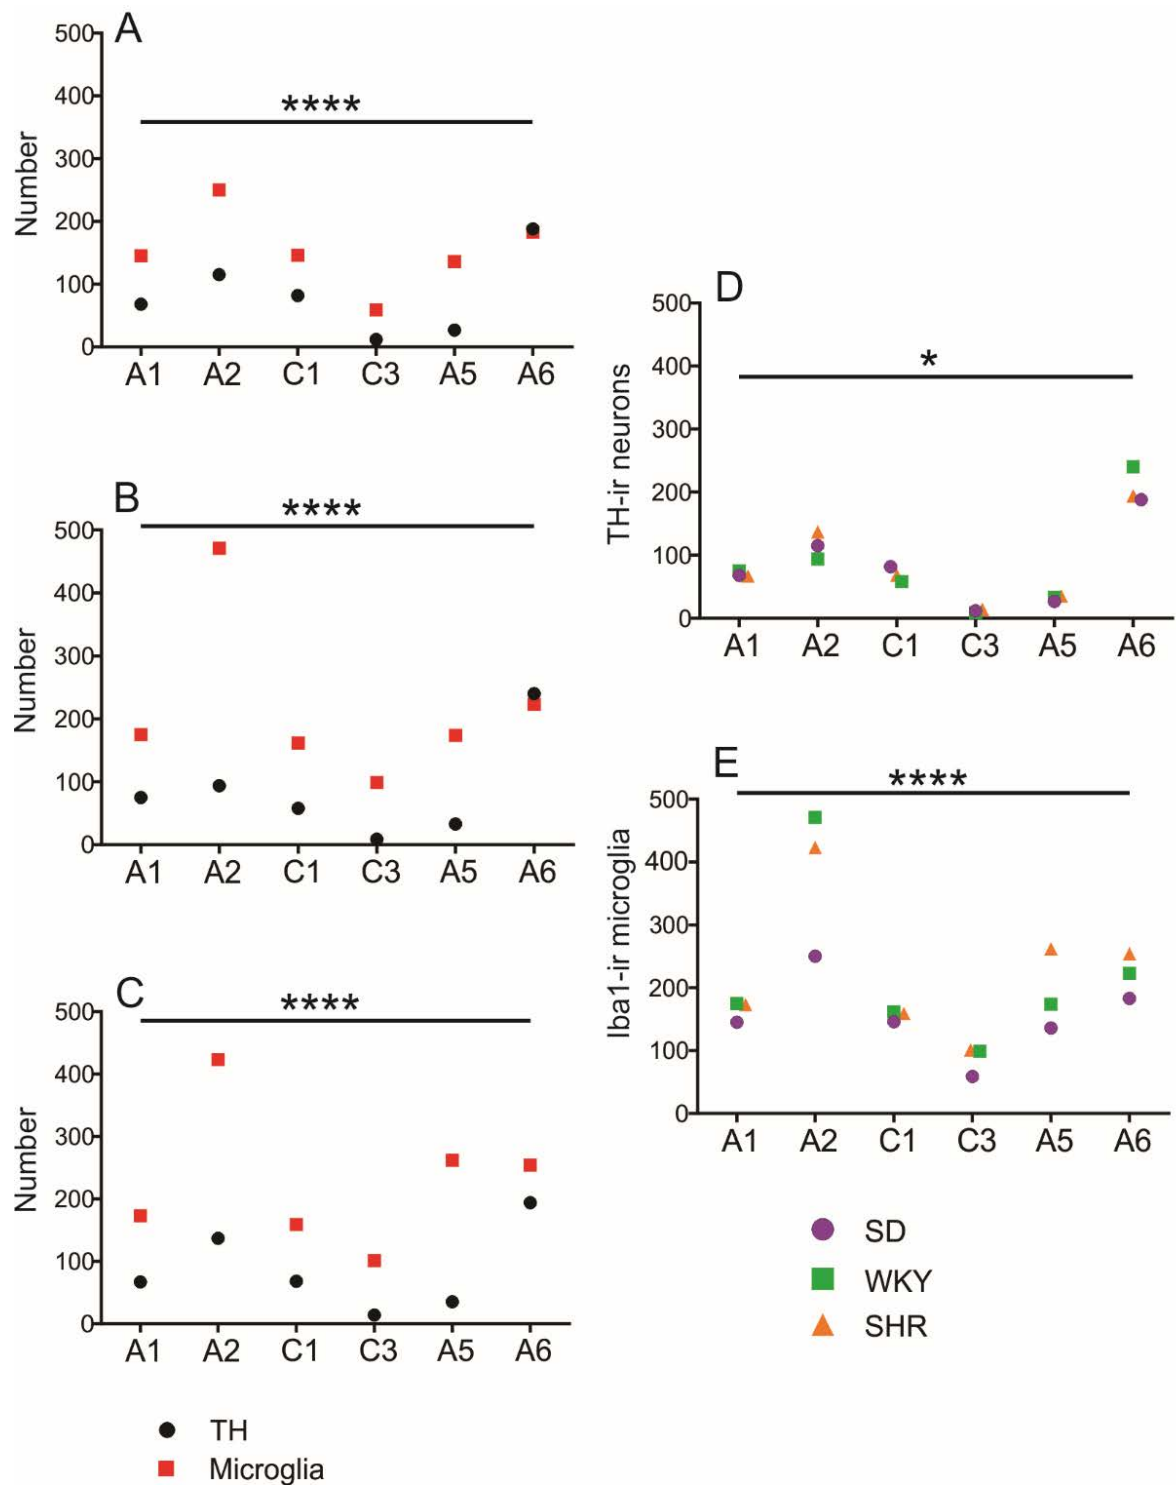 A
****
500
400
300
200
100
0
Number
A1 A2 C1 C3 A5 A6
B
****
500
400
300
200
100
0
Number
A1 A2 C1 C3 A5 A6
C
****
500
400
300
200
100
0
Number
A1 A2 C1 C3 A5 A6
TH
Microglia
D
*
500
400
300
200
100
0
TH-ir neurons
A1 A2 C1 C3 A5 A6
E
****
500
400
300
200
100
0
Iba1-ir microglia
A1 A2 C1 C3 A5 A6
SD
WKY
SHR